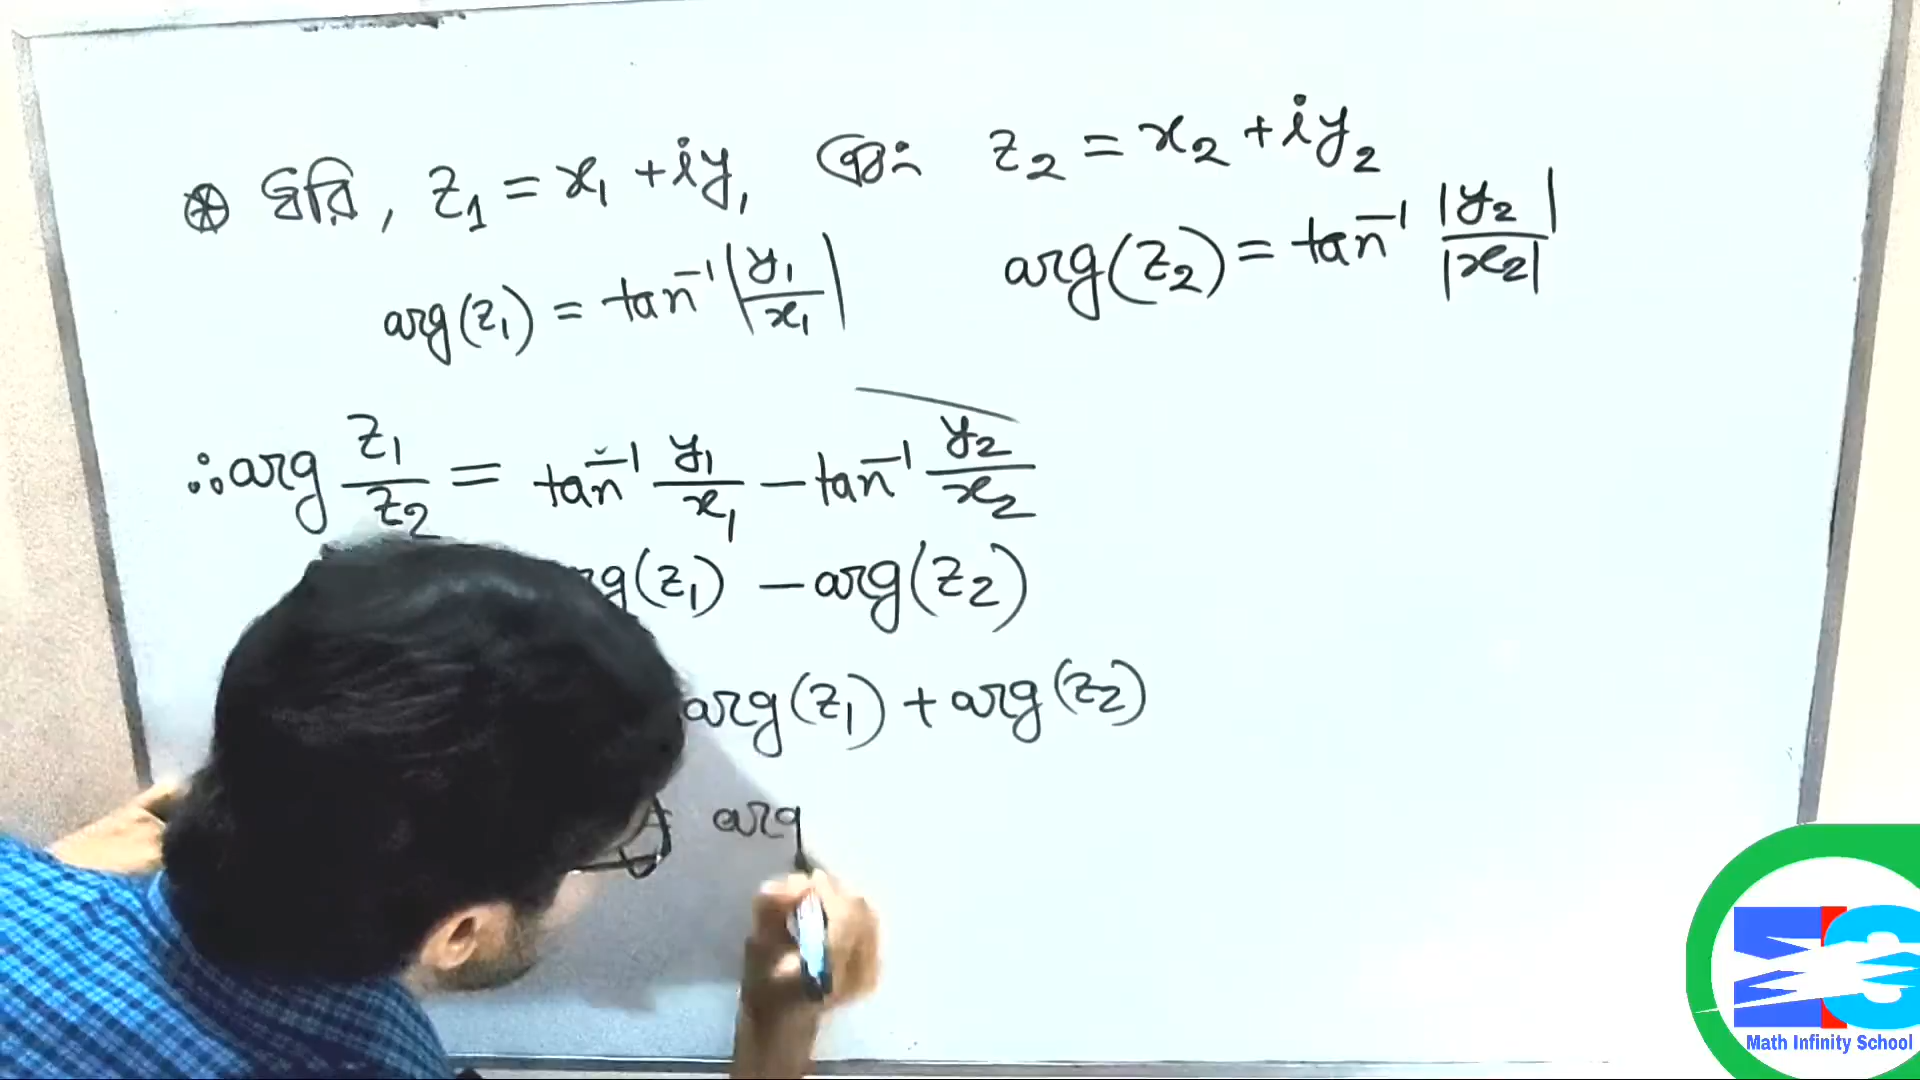 ⊛ ধরি, z₁ = x₁ + iy₁ এবং z₂ = x₂ + iy₂
arg(z₁) = tan⁻¹ |y₁/x₁| arg(z₂) = tan⁻¹ |y₂|/|x₂|
∴ arg z₁/z₂ = tan⁻¹ y₁/x₁ − tan⁻¹ y₂/x₂
rg(z₁) − arg(z₂)
arg(z₁) + arg(z₂)
arg
Math Infinity School